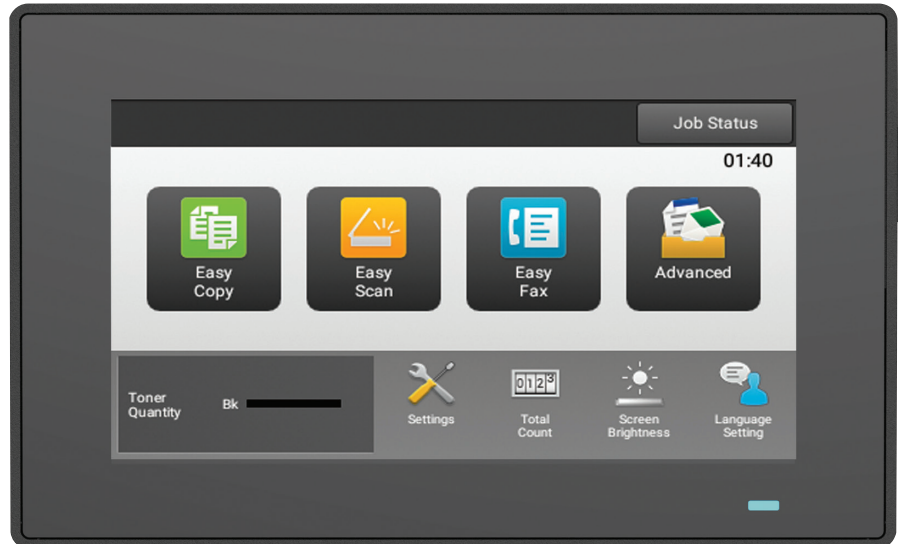 Job Status
01:40
Easy
Copy
Easy
Scan
Easy
Fax
Advanced
Toner
Quantity
Bk
Settings
0123
Total
Count
Screen
Brightness
Language
Setting